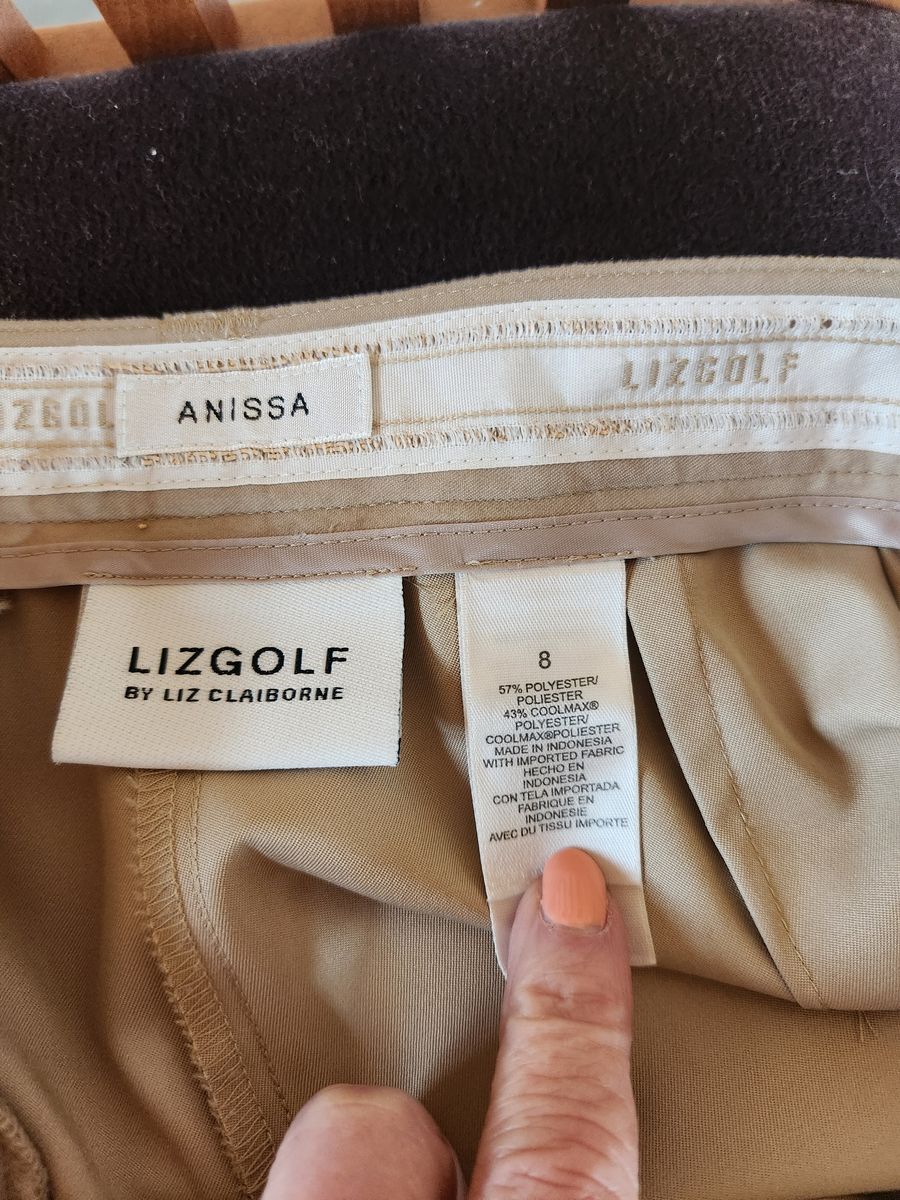 LIZGOLF
IZGOL
ANISSA
LIZGOLF
BY LIZ CLAIBORNE
8
57% POLYESTER/
POLIESTER
43% COOLMAX®
POLYESTER/
COOLMAX®POLIESTER
MADE IN INDONESIA
WITH IMPORTED FABRIC
HECHO EN
INDONESIA
CON TELA IMPORTADA
FABRIQUE EN
INDONESIE
AVEC DU TISSU IMPORTE